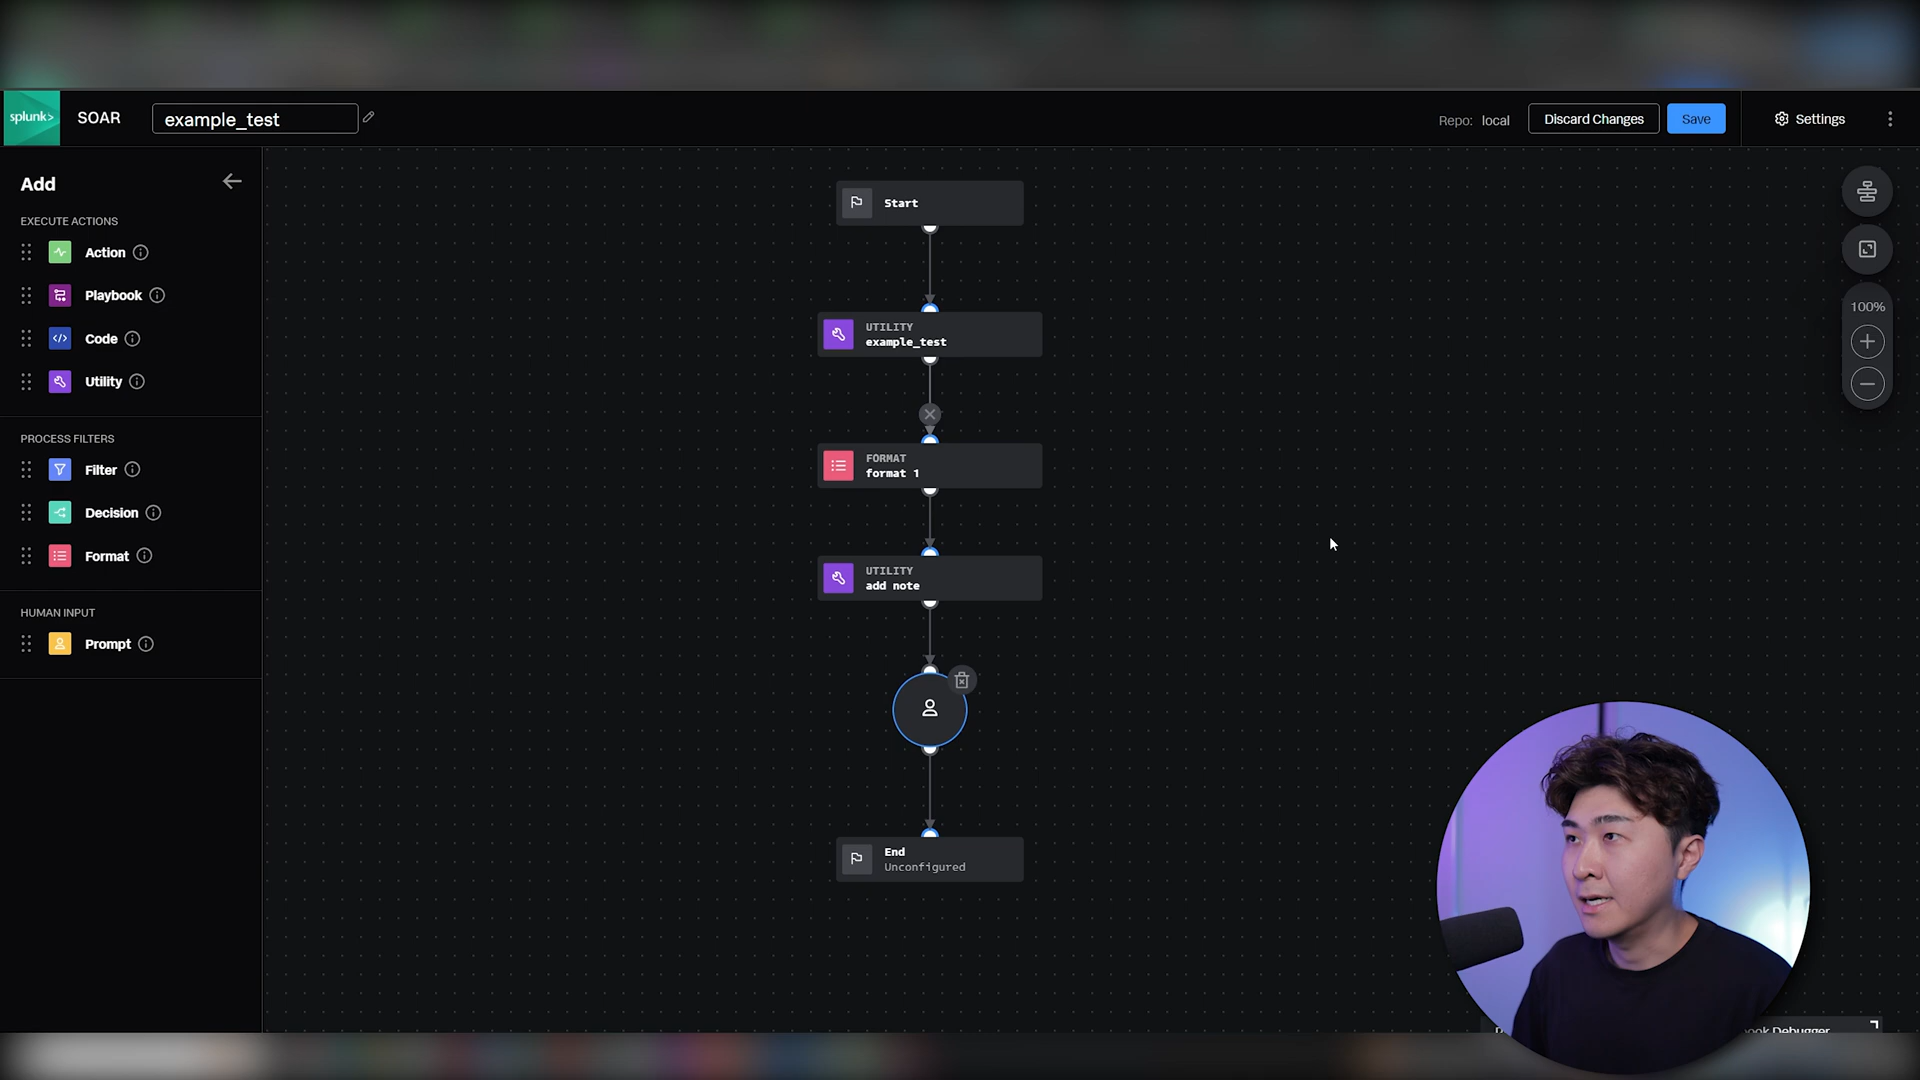 splunk>
SOAR
example_test
Repo: local
Discard Changes
Save
Settings
Add
EXECUTE ACTIONS
Action
Playbook
Code
Utility
PROCESS FILTERS
Filter
Decision
Format
HUMAN INPUT
Prompt
Start
UTILITY
example_test
FORMAT
format 1
UTILITY
add note
End
Unconfigured
100%
Debugger